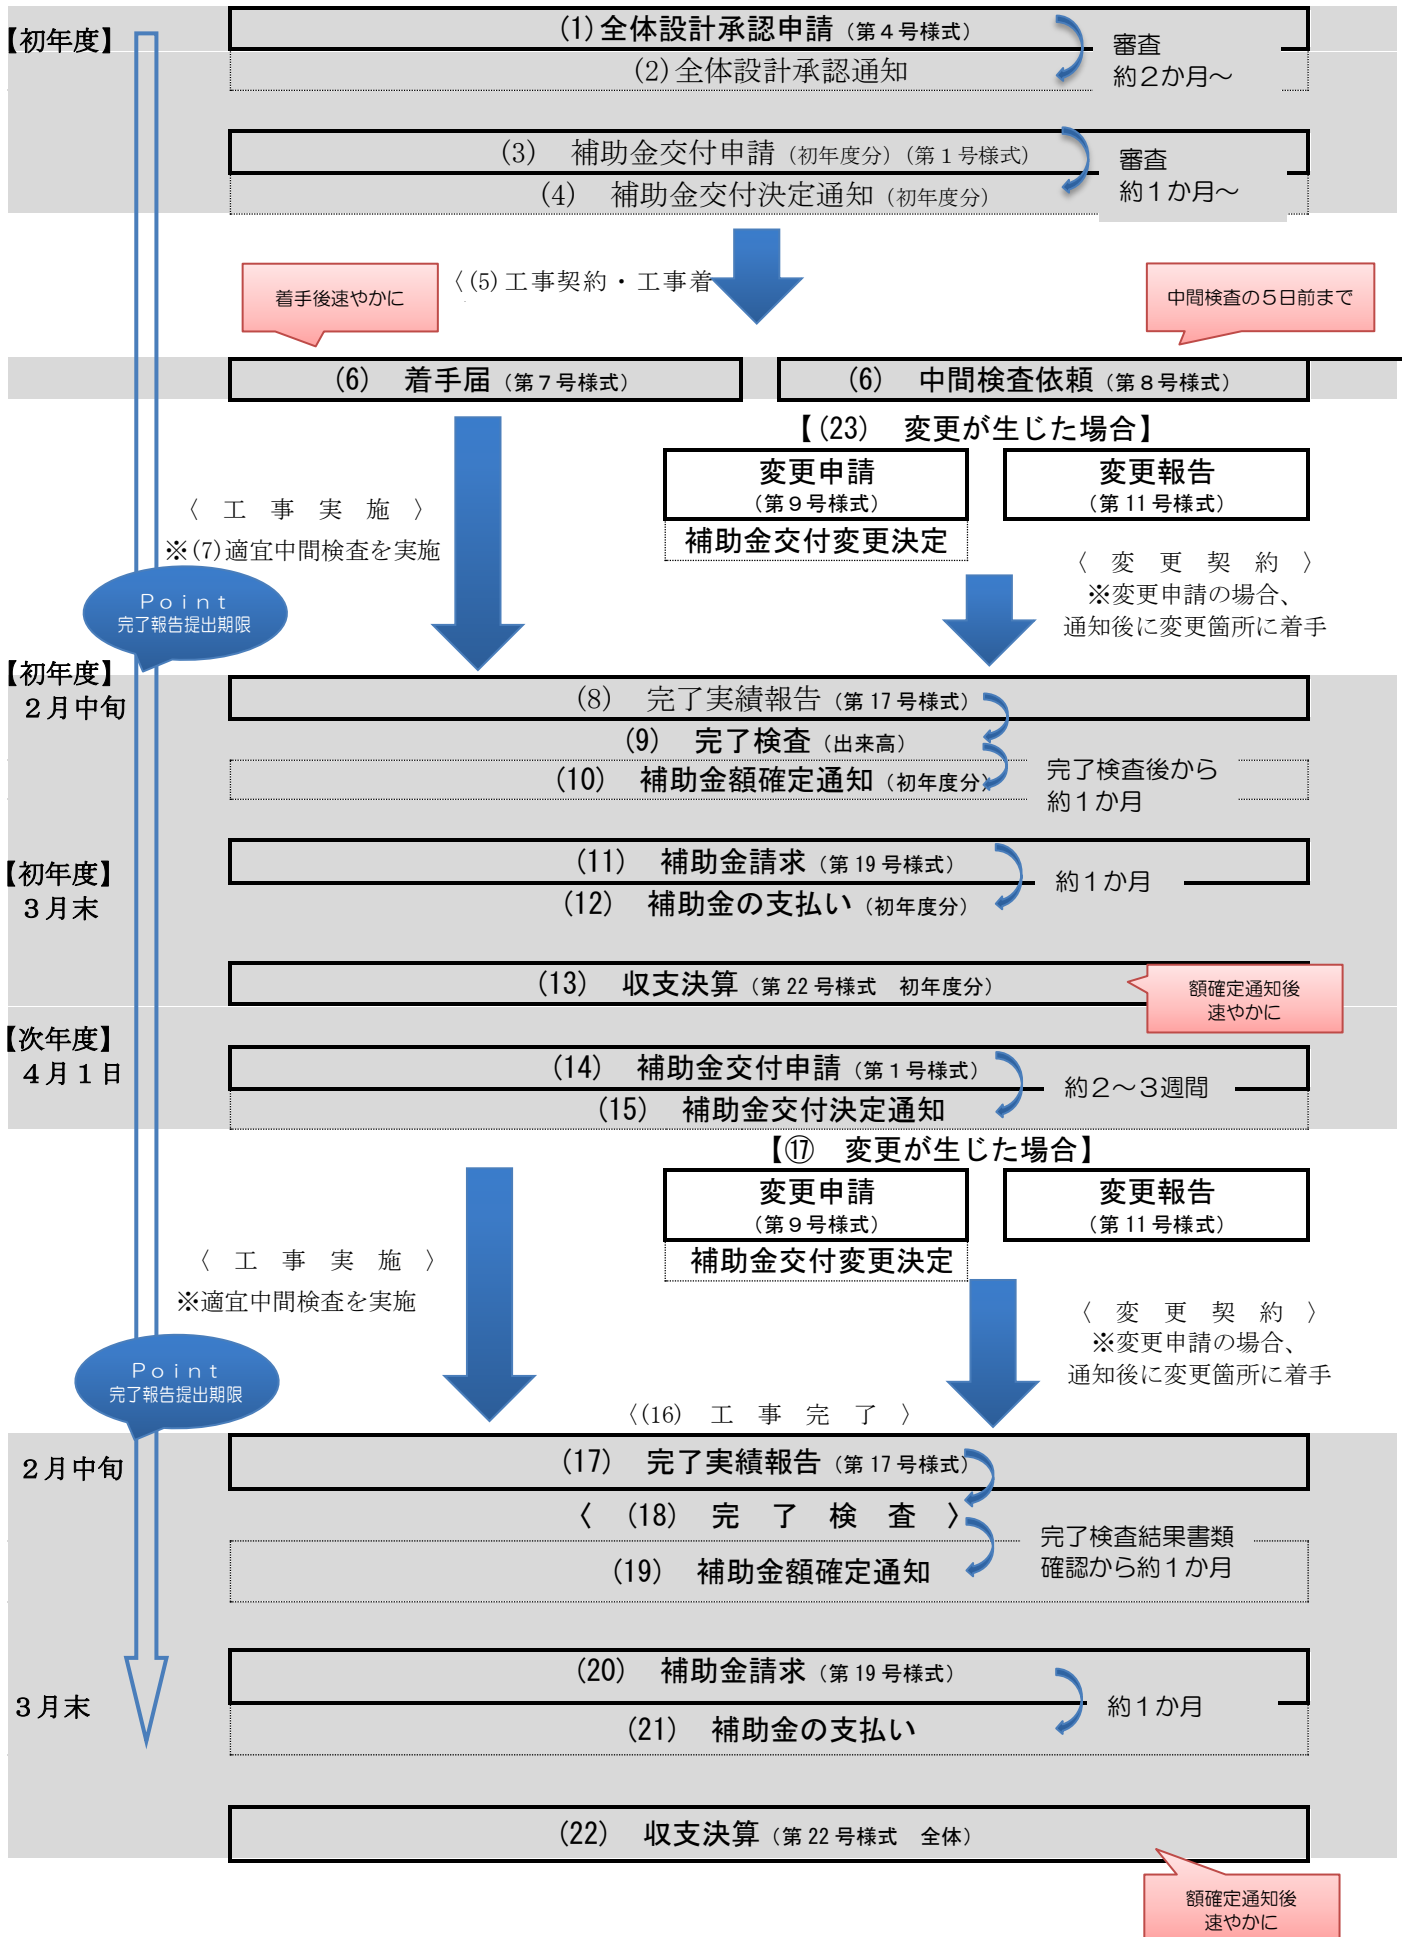 【初年度】
(1)全体設計承認申請（第４号様式）
(2)全体設計承認通知
審査
約２か月～
(3)　補助金交付申請（初年度分）（第１号様式）
(4)　補助金交付決定通知（初年度分）
審査
約１か月～
着手後速やかに
〈(5)工事契約・工事着
中間検査の５日前まで
(6)　着手届（第７号様式）
(6)　中間検査依頼（第８号様式）
【(23)　変更が生じた場合】
変更申請
（第９号様式）
補助金交付変更決定
変更報告
（第11号様式）
〈　工　事　実　施　〉
※(7)適宜中間検査を実施
〈　変　更　契　約　〉
※変更申請の場合、
通知後に変更箇所に着手
Ｐｏｉｎｔ
完了報告提出期限
【初年度】
２月中旬
(8)　完了実績報告（第17号様式）
(9)　完了検査（出来高）
(10)　補助金額確定通知（初年度分）
完了検査後から
約１か月
【初年度】
３月末
(11)　補助金請求（第19号様式）
(12)　補助金の支払い（初年度分）
約１か月
(13)　収支決算（第22号様式　初年度分）
額確定通知後
速やかに
【次年度】
４月１日
(14)　補助金交付申請（第１号様式）
(15)　補助金交付決定通知
約２～３週間
【⑰　変更が生じた場合】
変更申請
（第９号様式）
補助金交付変更決定
変更報告
（第11号様式）
〈　工　事　実　施　〉
※適宜中間検査を実施
〈　変　更　契　約　〉
※変更申請の場合、
通知後に変更箇所に着手
Ｐｏｉｎｔ
完了報告提出期限
〈(16)　工　事　完　了　〉
２月中旬
(17)　完了実績報告（第17号様式）
〈　(18)　完　了　検　査　〉
(19)　補助金額確定通知
完了検査結果書類
確認から約１か月
３月末
(20)　補助金請求（第19号様式）
(21)　補助金の支払い
約１か月
(22)　収支決算（第22号様式　全体）
額確定通知後
速やかに